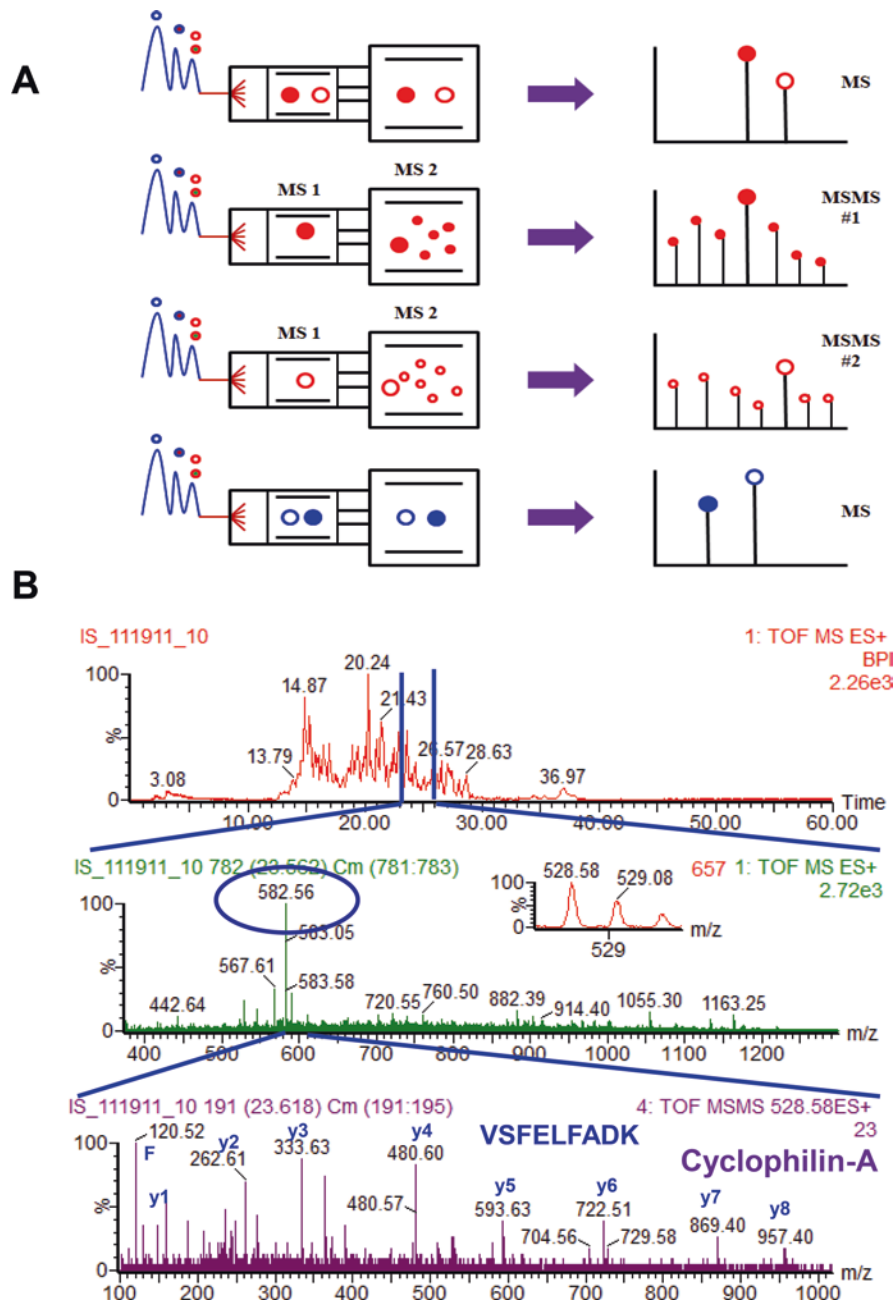 A
MS
MS 1
MS 2
MSMS
#1
MS 1
MS 2
MSMS
#2
MS
B
IS_111911_10
1: TOF MS ES+
BPI
2.26e3
100
%
0
3.08
13.79
14.87
20.24
21.43
26.57
28.63
36.97
Time
10.00 20.00 30.00 40.00 50.00 60.00
IS_111911_10 782 (23.562) Cm (781:783)
657 1: TOF MS ES+
2.72e3
100
%
0
442.64
567.61
582.56
583.05
583.58
720.55
760.50
882.39
914.40
1055.30
1163.25
100
%
0
528.58
529.08
529
m/z
m/z
400 500 600 700 800 900 1000 1100 1200
IS_111911_10 191 (23.618) Cm (191:195)
4: TOF MSMS 528.58ES+
23
VSFELFADK
Cyclophilin-A
100
%
0
120.52
F
y1
y2
262.61
y3
333.63
y4
480.60
480.57
y5
593.63
704.56
y6
722.51
729.58
y7
869.40
y8
957.40
m/z
100 200 300 400 500 600 700 800 900 1000